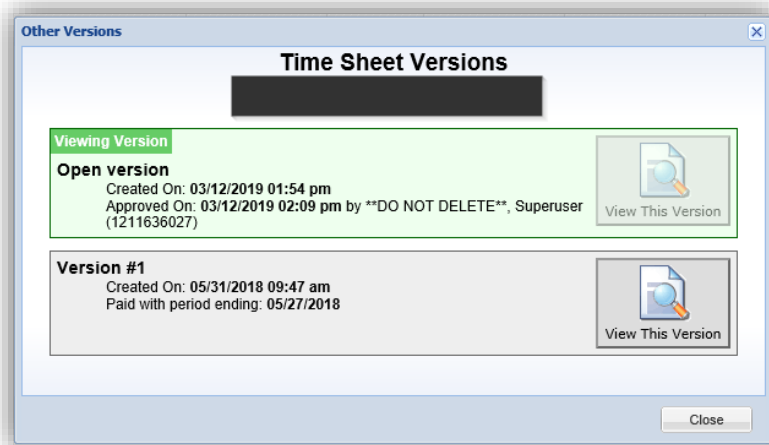 Other Versions
Time Sheet Versions
Viewing Version
Open version
Created On: 03/12/2019 01:54 pm
Approved On: 03/12/2019 02:09 pm by **DO NOT DELETE**, Superuser
(1211636027)
View This Version
Version #1
Created On: 05/31/2018 09:47 am
Paid with period ending: 05/27/2018
View This Version
Close